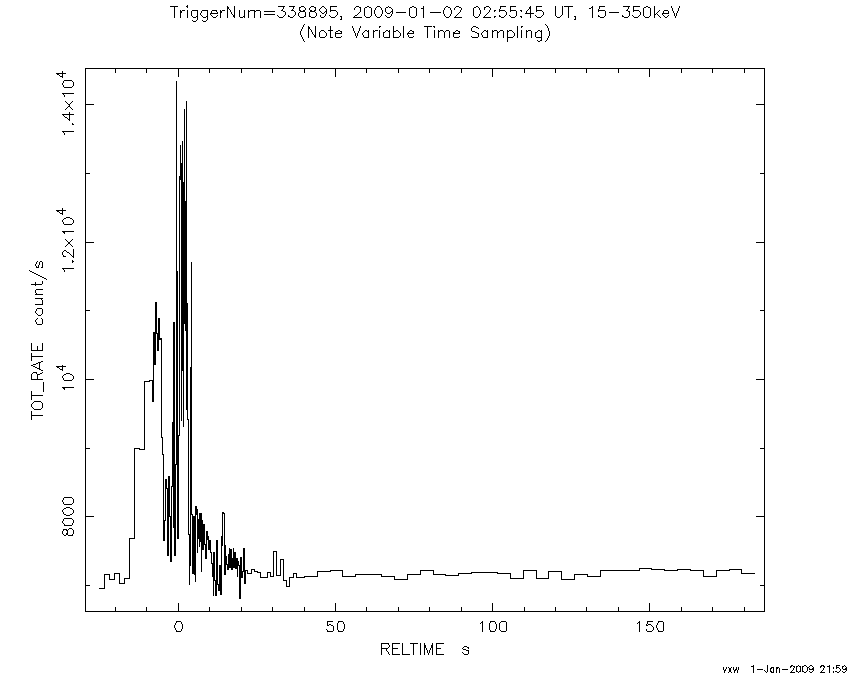 TriggerNum=338895, 2009-01-02 02:55:45 UT, 15-350keV
(Note Variable Time Sampling)
1.4×10⁴
1.2×10⁴
10⁴
8000
TOT_RATE count/s
0 50 100 150
RELTIME s
vxw 1-Jan-2009 21:59